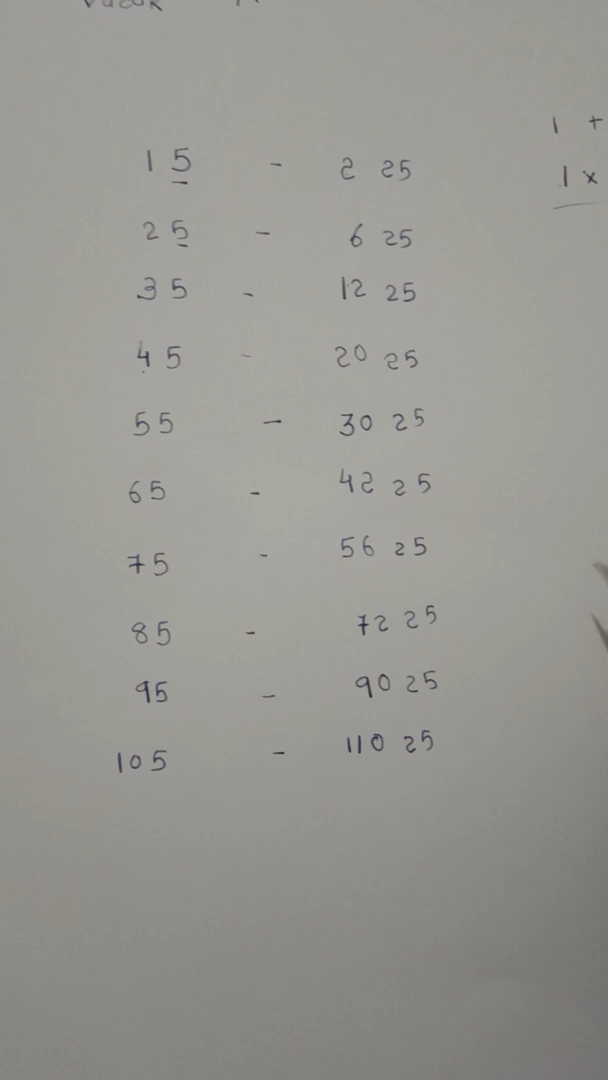 1 +
1 x
15 - 2 25
25 - 6 25
35 - 12 25
45 - 20 25
55 - 30 25
65 - 42 25
75 - 56 25
85 - 72 25
95 - 90 25
105 - 110 25